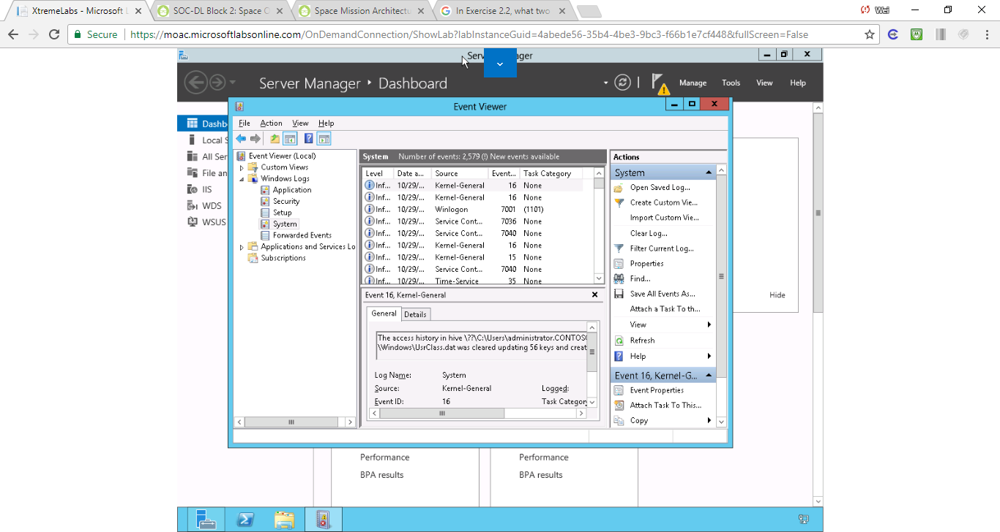 XtremeLabs - Microsoft L
SOC-DL Block 2: Space O
Space Mission Architectu
In Exercise 2.2, what two
Wei
Secure
https://moac.microsoftlabsonline.com/OnDemandConnection/ShowLab?labInstanceGuid=4abede56-35b4-4be3-9bc3-f66b1e7cf448&fullScreen=False
Server Manager • Dashboard
Manage
Tools
View
Help
Dashb
Local S
All Ser
File an
IIS
WDS
WSUS
Hide
Event Viewer
File Action View Help
Event Viewer (Local)
Custom Views
Windows Logs
Application
Security
Setup
System
Forwarded Events
Applications and Services Lo
Subscriptions
System Number of events: 2,579 (!) New events available
Level Date a... Source Event... Task Category
Inf... 10/29/... Kernel-General 16 None
Inf... 10/29/... Kernel-General 16 None
Inf... 10/29/... Winlogon 7001 (1101)
Inf... 10/29/... Service Cont... 7036 None
Inf... 10/29/... Service Cont... 7040 None
Inf... 10/29/... Kernel-General 16 None
Inf... 10/29/... Kernel-General 15 None
Inf... 10/29/... Service Cont... 7040 None
Inf... 10/29/... Time-Service 35 None
Event 16, Kernel-General
General Details
The access history in hive \??\C:\Users\administrator.CONTOSO
\Windows\UsrClass.dat was cleared updating 56 keys and creat
Log Name: System
Source: Kernel-General Logged:
Event ID: 16 Task Category
Actions
System
Open Saved Log...
Create Custom Vie...
Import Custom Vie...
Clear Log...
Filter Current Log...
Properties
Find...
Save All Events As...
Attach a Task To th...
View
Refresh
Help
Event 16, Kernel-G...
Event Properties
Attach Task To This...
Copy
Performance
BPA results
Performance
BPA results